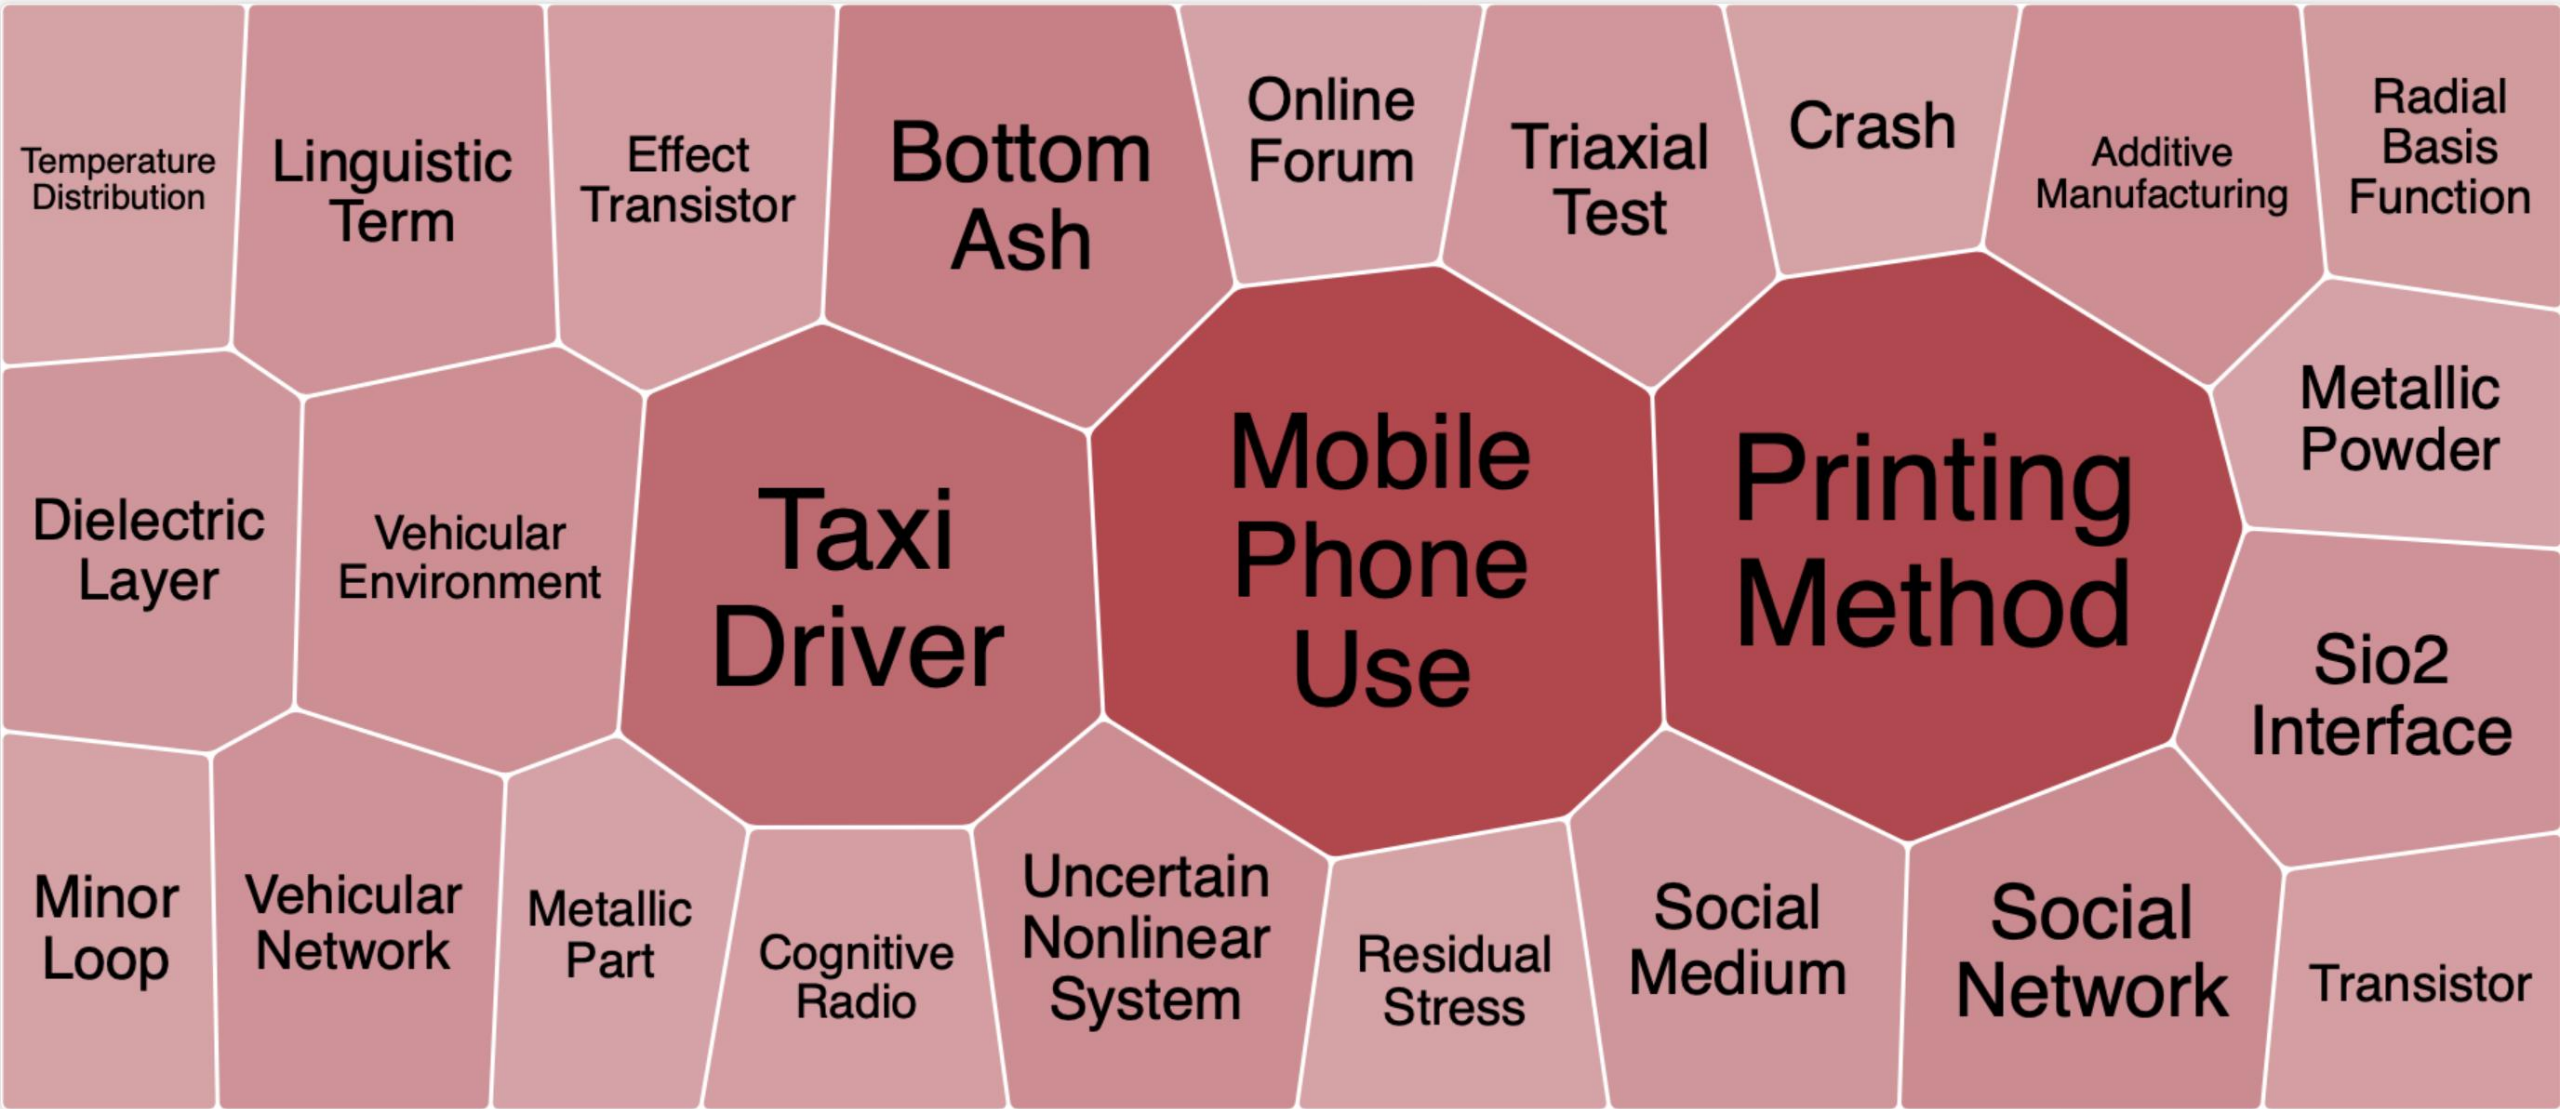 Temperature
Distribution
Linguistic
Term
Effect
Transistor
Bottom
Ash
Online
Forum
Triaxial
Test
Crash
Additive
Manufacturing
Radial
Basis
Function
Dielectric
Layer
Vehicular
Environment
Taxi
Driver
Mobile
Phone
Use
Printing
Method
Metallic
Powder
Sio2
Interface
Minor
Loop
Vehicular
Network
Metallic
Part
Cognitive
Radio
Uncertain
Nonlinear
System
Residual
Stress
Social
Medium
Social
Network
Transistor